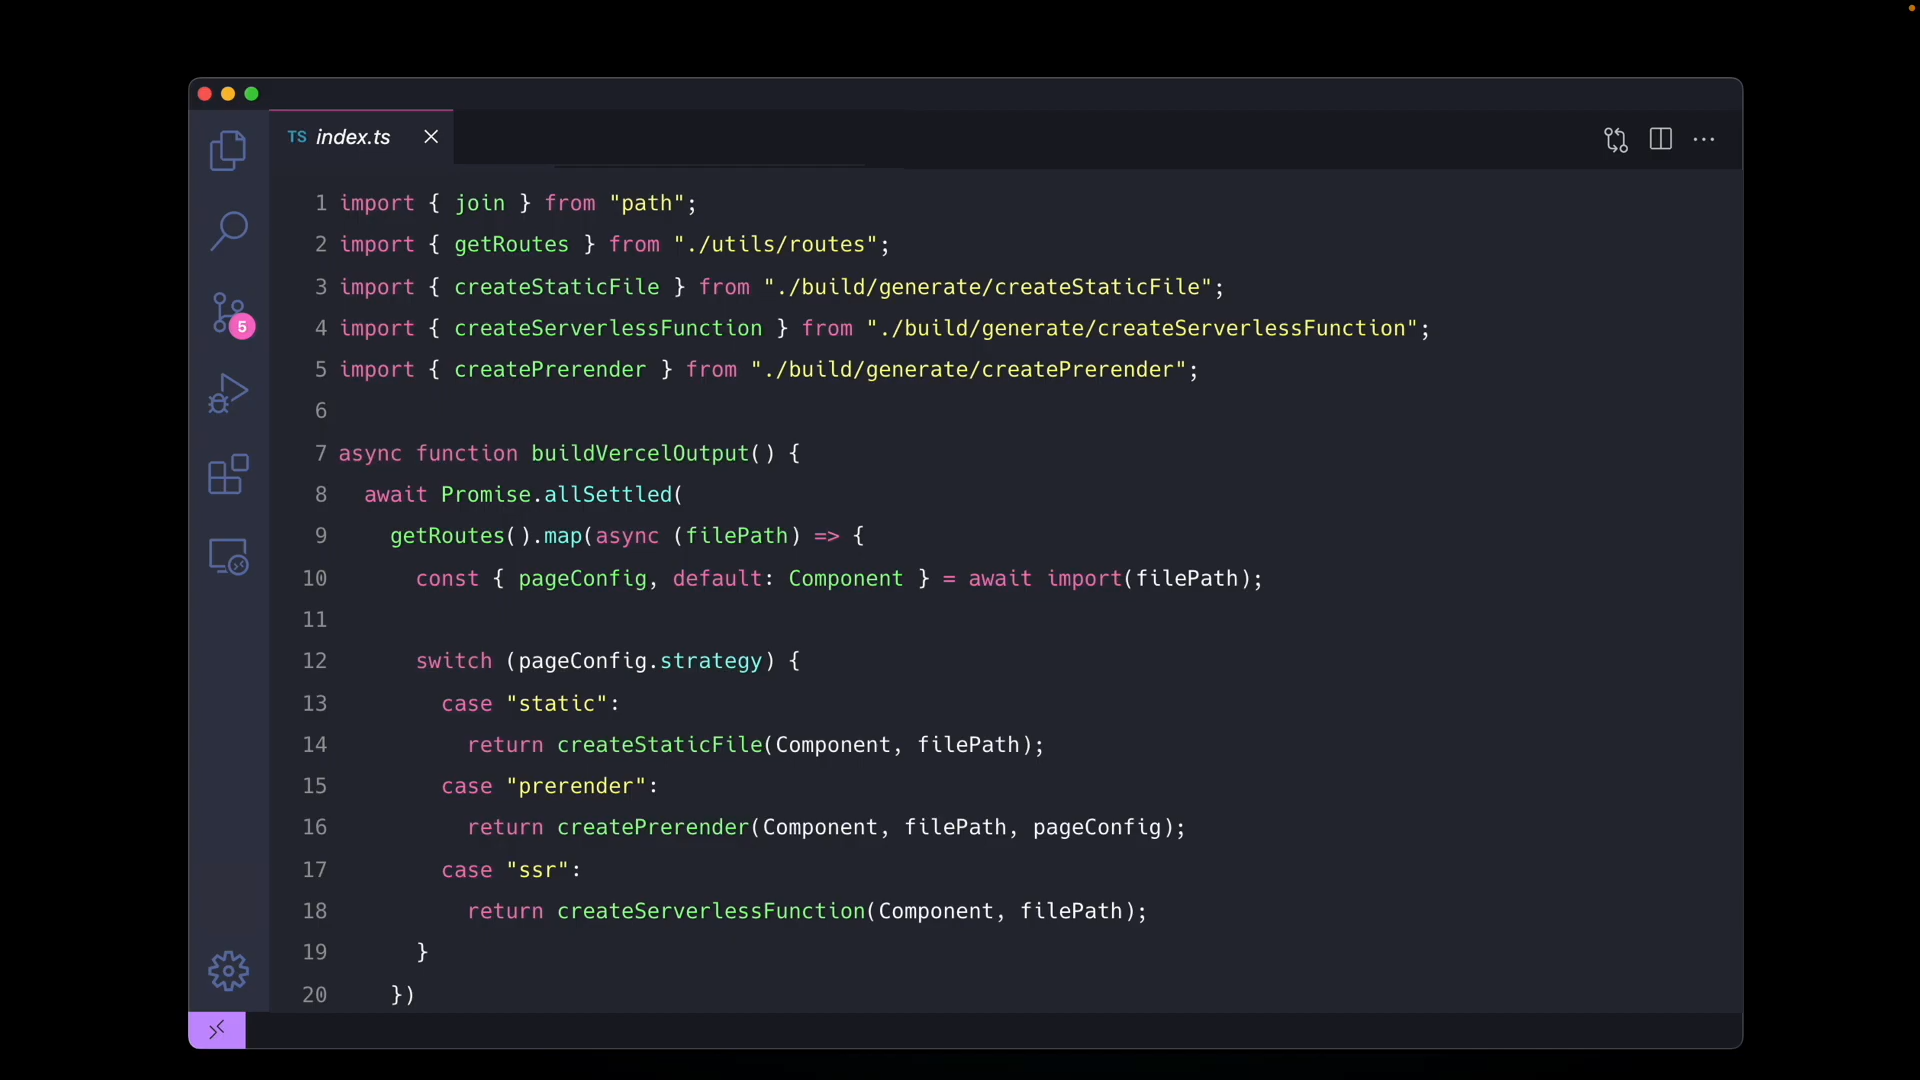 TS index.ts
1 import { join } from "path";
2 import { getRoutes } from "./utils/routes";
3 import { createStaticFile } from "./build/generate/createStaticFile";
4 import { createServerlessFunction } from "./build/generate/createServerlessFunction";
5 import { createPrerender } from "./build/generate/createPrerender";
6
7 async function buildVercelOutput() {
8   await Promise.allSettled(
9     getRoutes().map(async (filePath) => {
10       const { pageConfig, default: Component } = await import(filePath);
11
12       switch (pageConfig.strategy) {
13         case "static":
14           return createStaticFile(Component, filePath);
15         case "prerender":
16           return createPrerender(Component, filePath, pageConfig);
17         case "ssr":
18           return createServerlessFunction(Component, filePath);
19       }
20     })
5